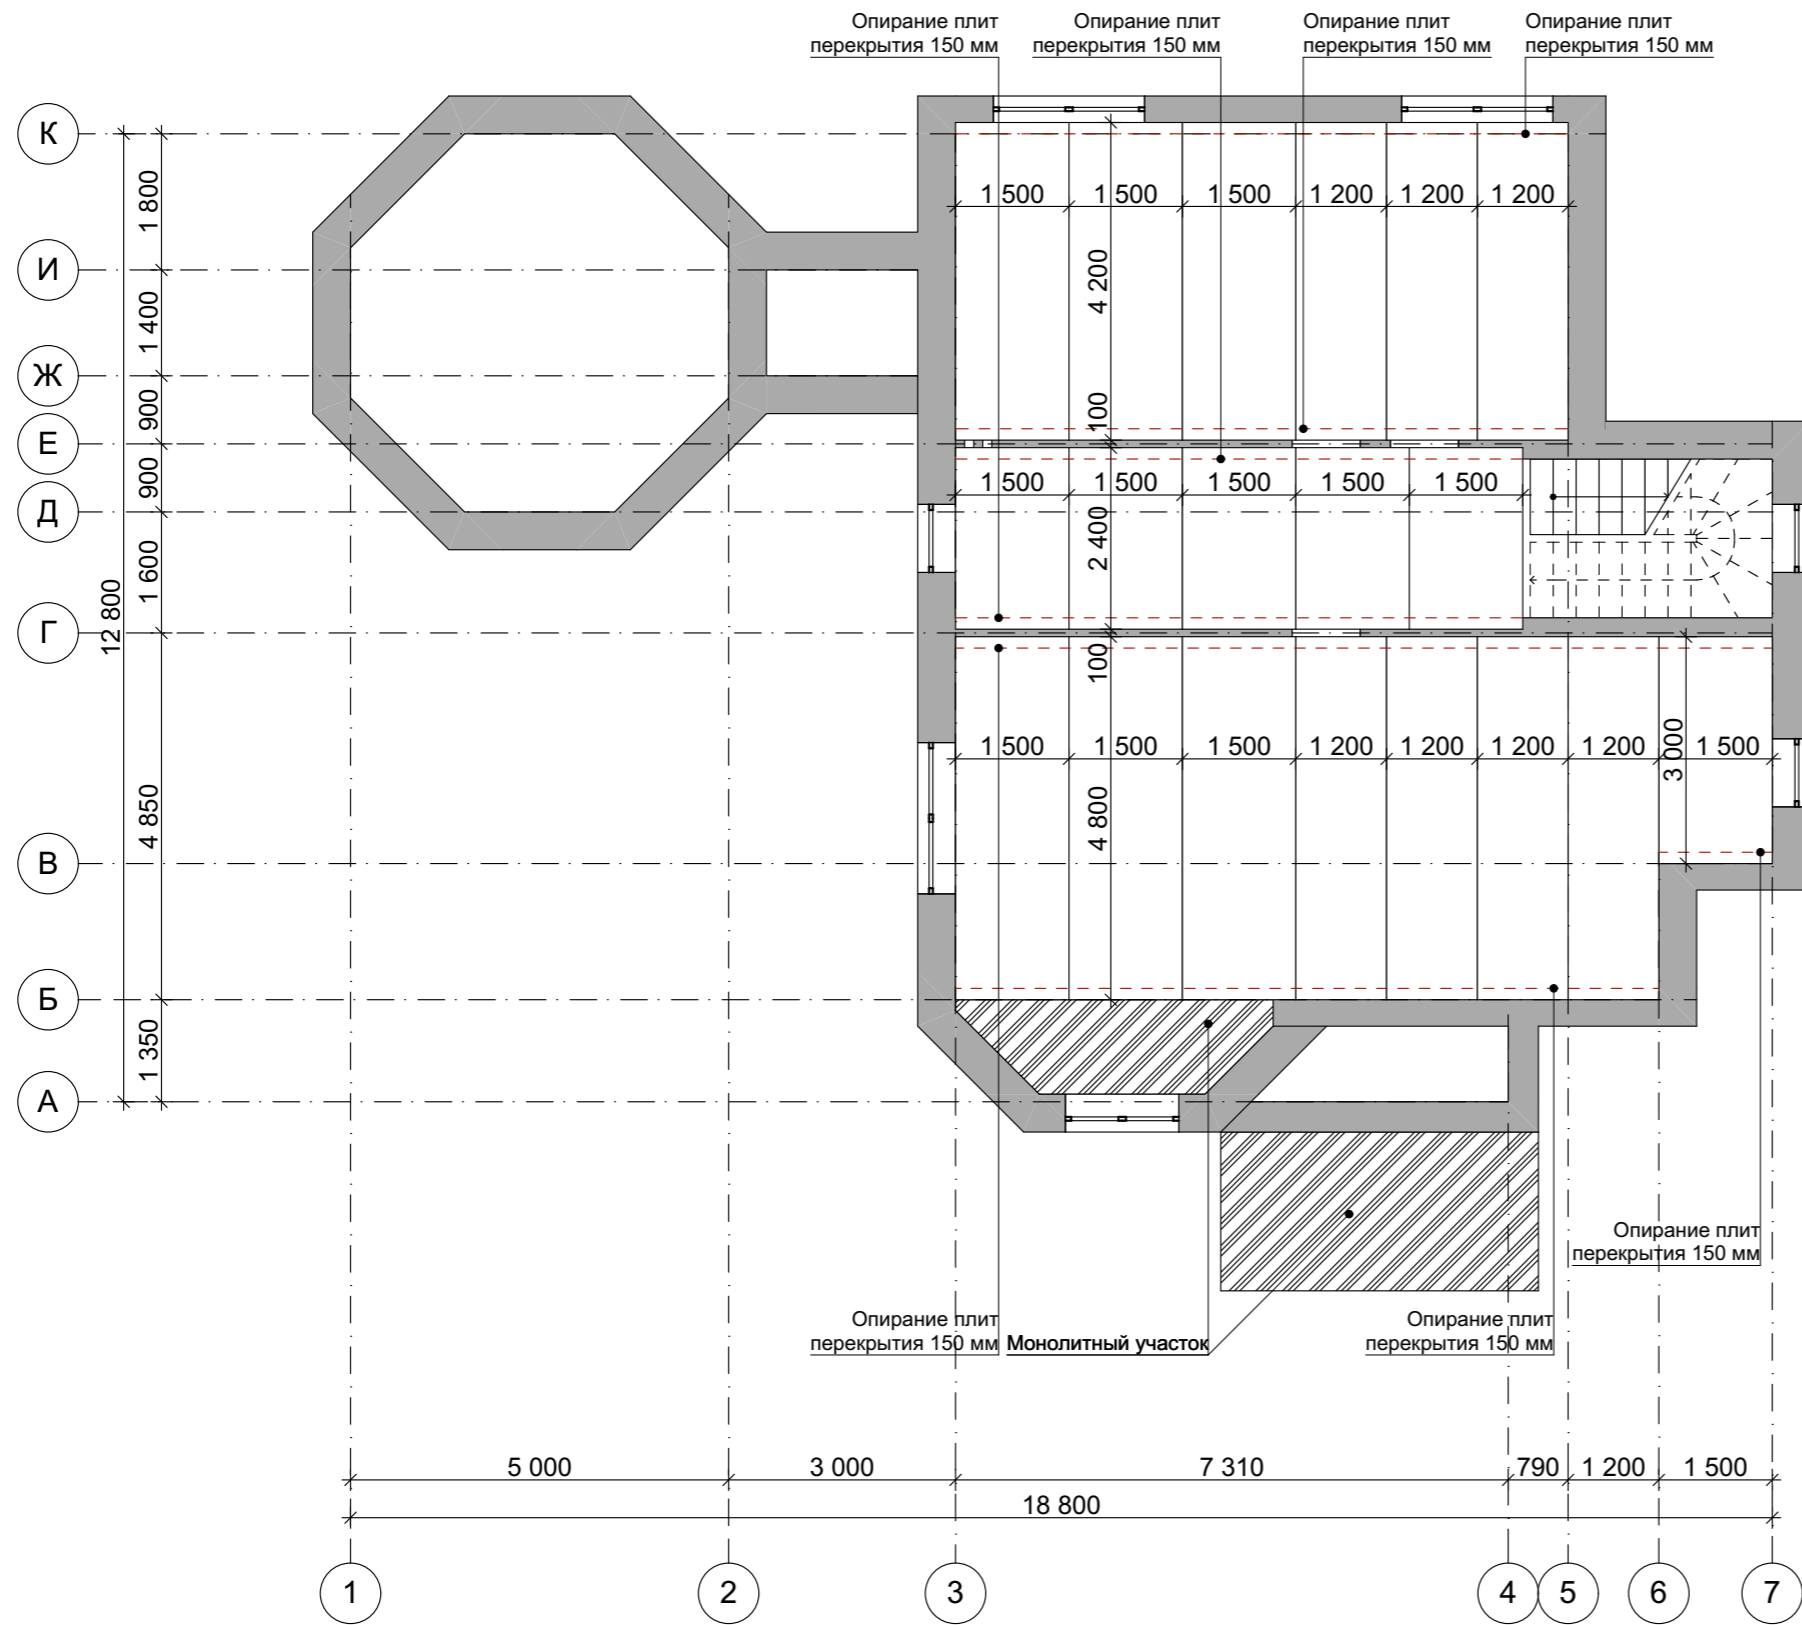 Опирание плит
перекрытия 150 мм
Опирание плит
перекрытия 150 мм
Опирание плит
перекрытия 150 мм
Опирание плит
перекрытия 150 мм
К
И
Ж
Е
Д
Г
В
Б
А
1 800
1 400
900
900
1 600
4 850
1 350
12 800
1 500
1 500
1 500
1 200
1 200
1 200
4 200
100
1 500
1 500
1 500
1 500
1 500
2 400
100
1 500
1 500
1 500
1 200
1 200
1 200
1 200
1 500
3 000
4 800
Опирание плит
перекрытия 150 мм
Опирание плит
перекрытия 150 мм
Монолитный участок
Опирание плит
перекрытия 150 мм
5 000
3 000
7 310
790
1 200
1 500
18 800
1
2
3
4
5
6
7